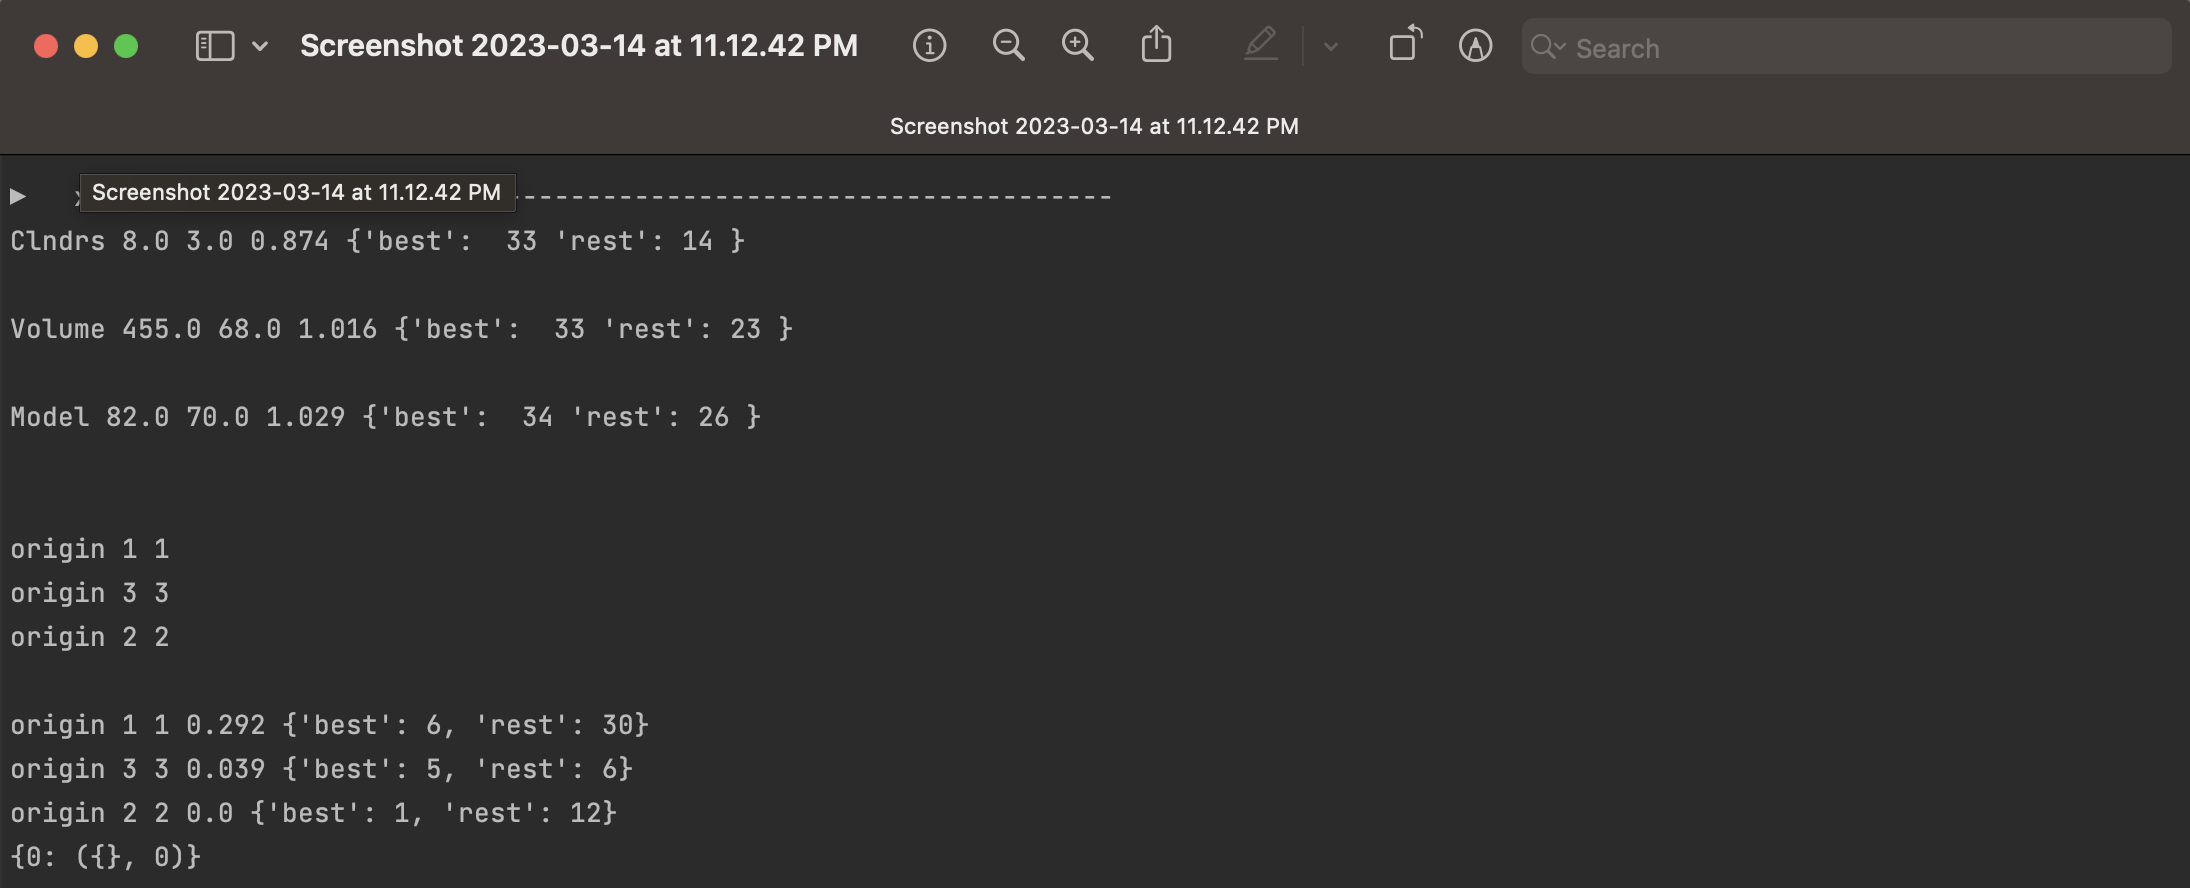 Screenshot 2023-03-14 at 11.12.42 PM
Search
Screenshot 2023-03-14 at 11.12.42 PM
Screenshot 2023-03-14 at 11.12.42 PM -------------------------------------
Clndrs 8.0 3.0 0.874 {'best':  33 'rest': 14 }
Volume 455.0 68.0 1.016 {'best':  33 'rest': 23 }
Model 82.0 70.0 1.029 {'best':  34 'rest': 26 }
origin 1 1
origin 3 3
origin 2 2
origin 1 1 0.292 {'best': 6, 'rest': 30}
origin 3 3 0.039 {'best': 5, 'rest': 6}
origin 2 2 0.0 {'best': 1, 'rest': 12}
{0: ({}, 0)}